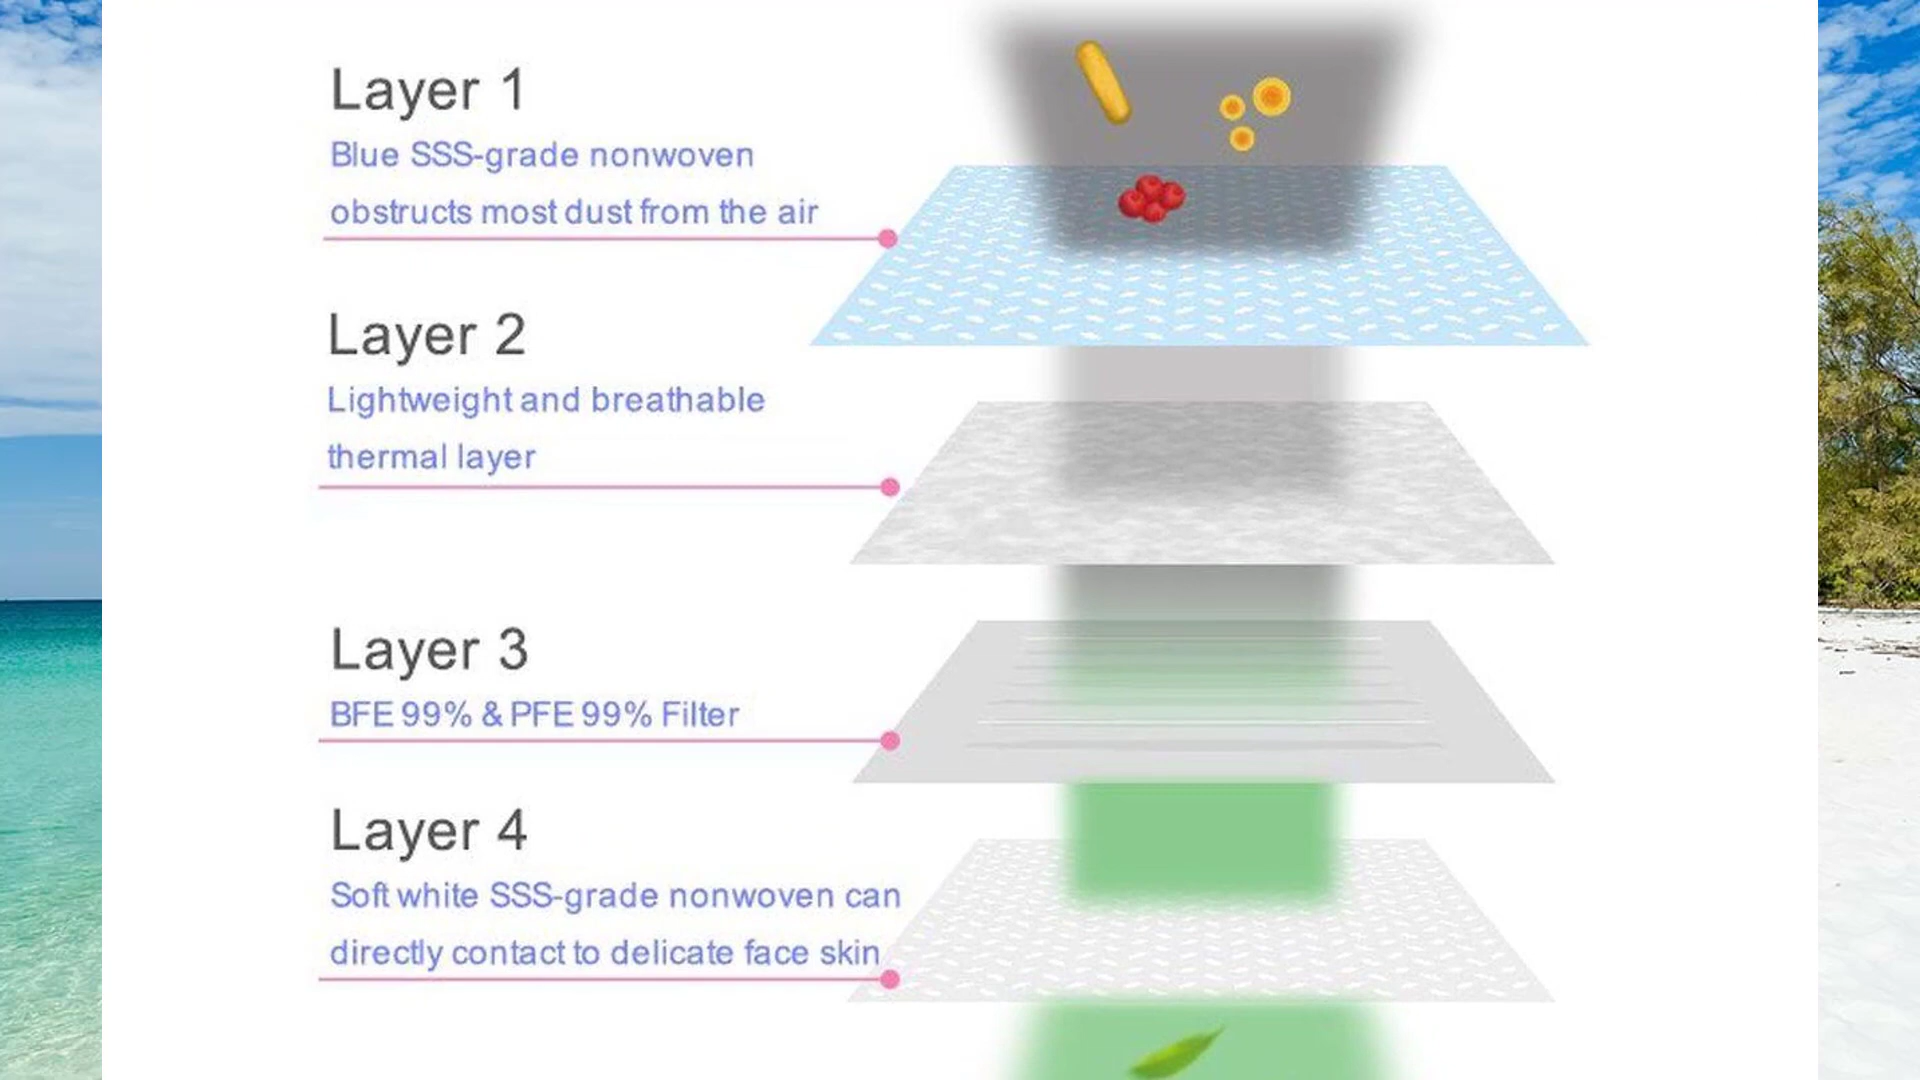 Layer 1
Blue SSS-grade nonwoven
obstructs most dust from the air
Layer 2
Lightweight and breathable
thermal layer
Layer 3
BFE 99% & PFE 99% Filter
Layer 4
Soft white SSS-grade nonwoven can
directly contact to delicate face skin